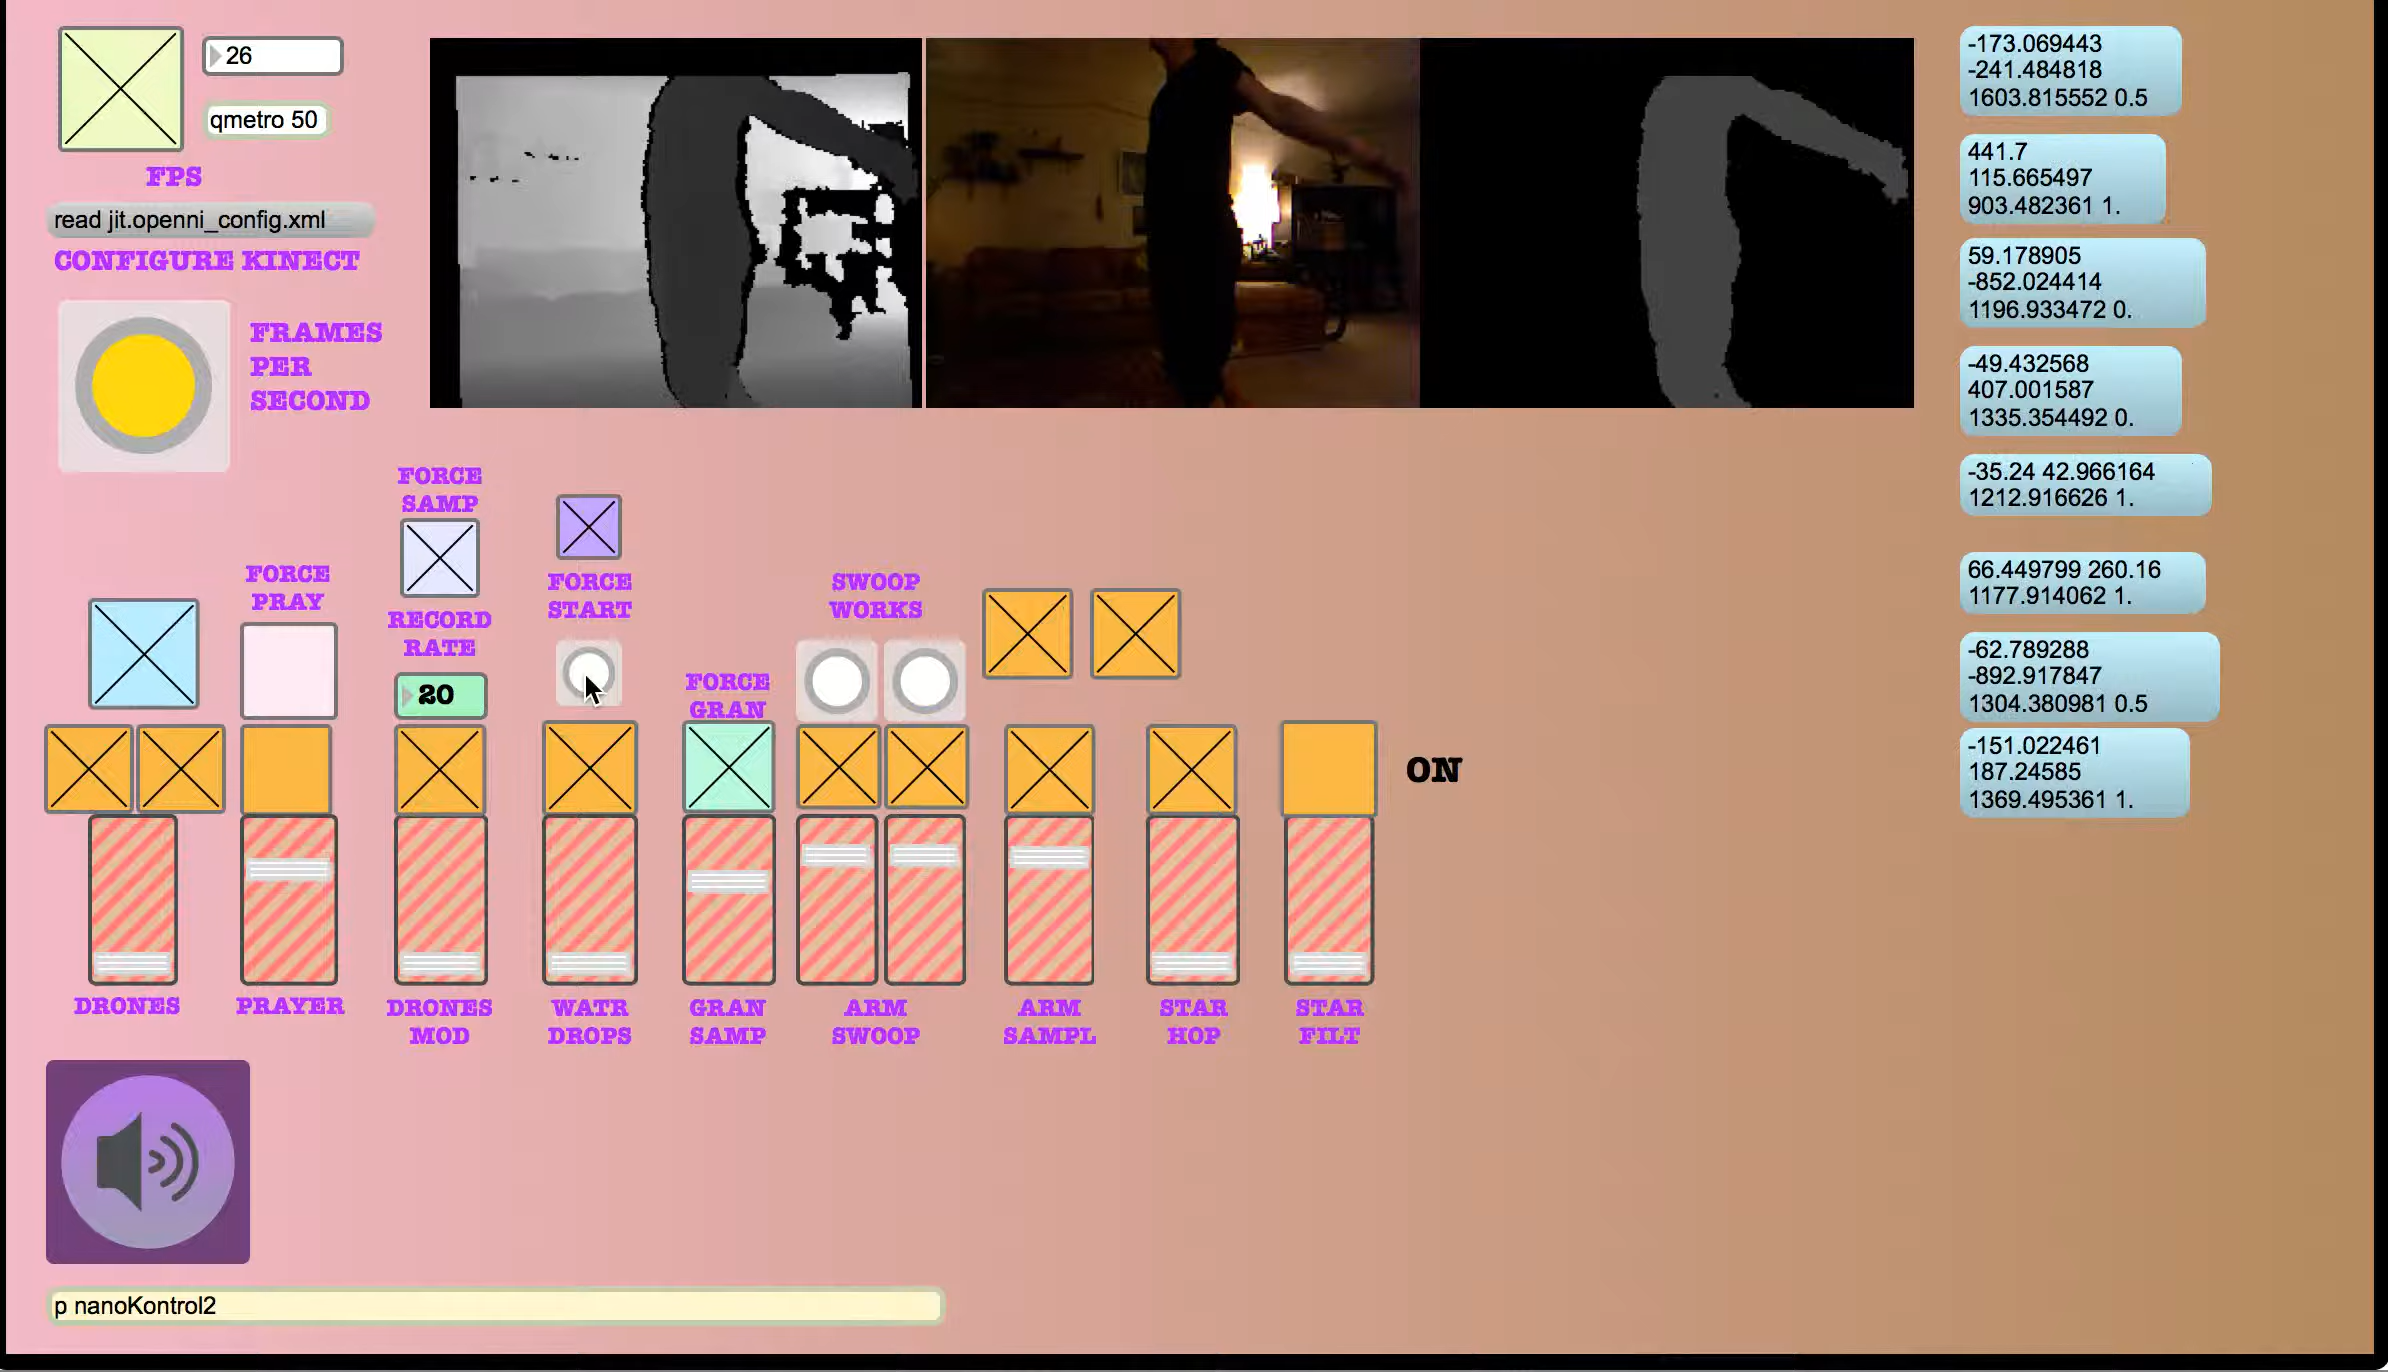 26
qmetro 50
FPS
read jit.openni_config.xml
CONFIGURE KINECT
FRAMES
PER
SECOND
FORCE
SAMP
RECORD
RATE
20
FORCE
PRAY
FORCE
START
FORCE
GRAN
SWOOP
WORKS
ON
DRONES
PRAYER
DRONES
MOD
WATR
DROPS
GRAN
SAMP
ARM
SWOOP
ARM
SAMPL
STAR
HOP
STAR
FILT
p nanoKontrol2
-173.069443
-241.484818
1603.815552 0.5
441.7
115.665497
903.482361 1.
59.178905
-852.024414
1196.933472 0.
-49.432568
407.001587
1335.354492 0.
-35.24 42.966164
1212.916626 1.
66.449799 260.16
1177.914062 1.
-62.789288
-892.917847
1304.380981 0.5
-151.022461
187.24585
1369.495361 1.